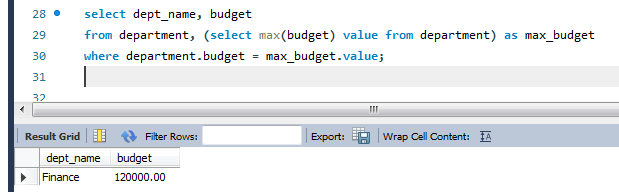 28 select dept_name, budget
29 from department, (select max(budget) value from department) as max_budget
30 where department.budget = max_budget.value;
31
32
Result Grid Filter Rows: Export: Wrap Cell Content: IA
dept_name budget
Finance 120000.00